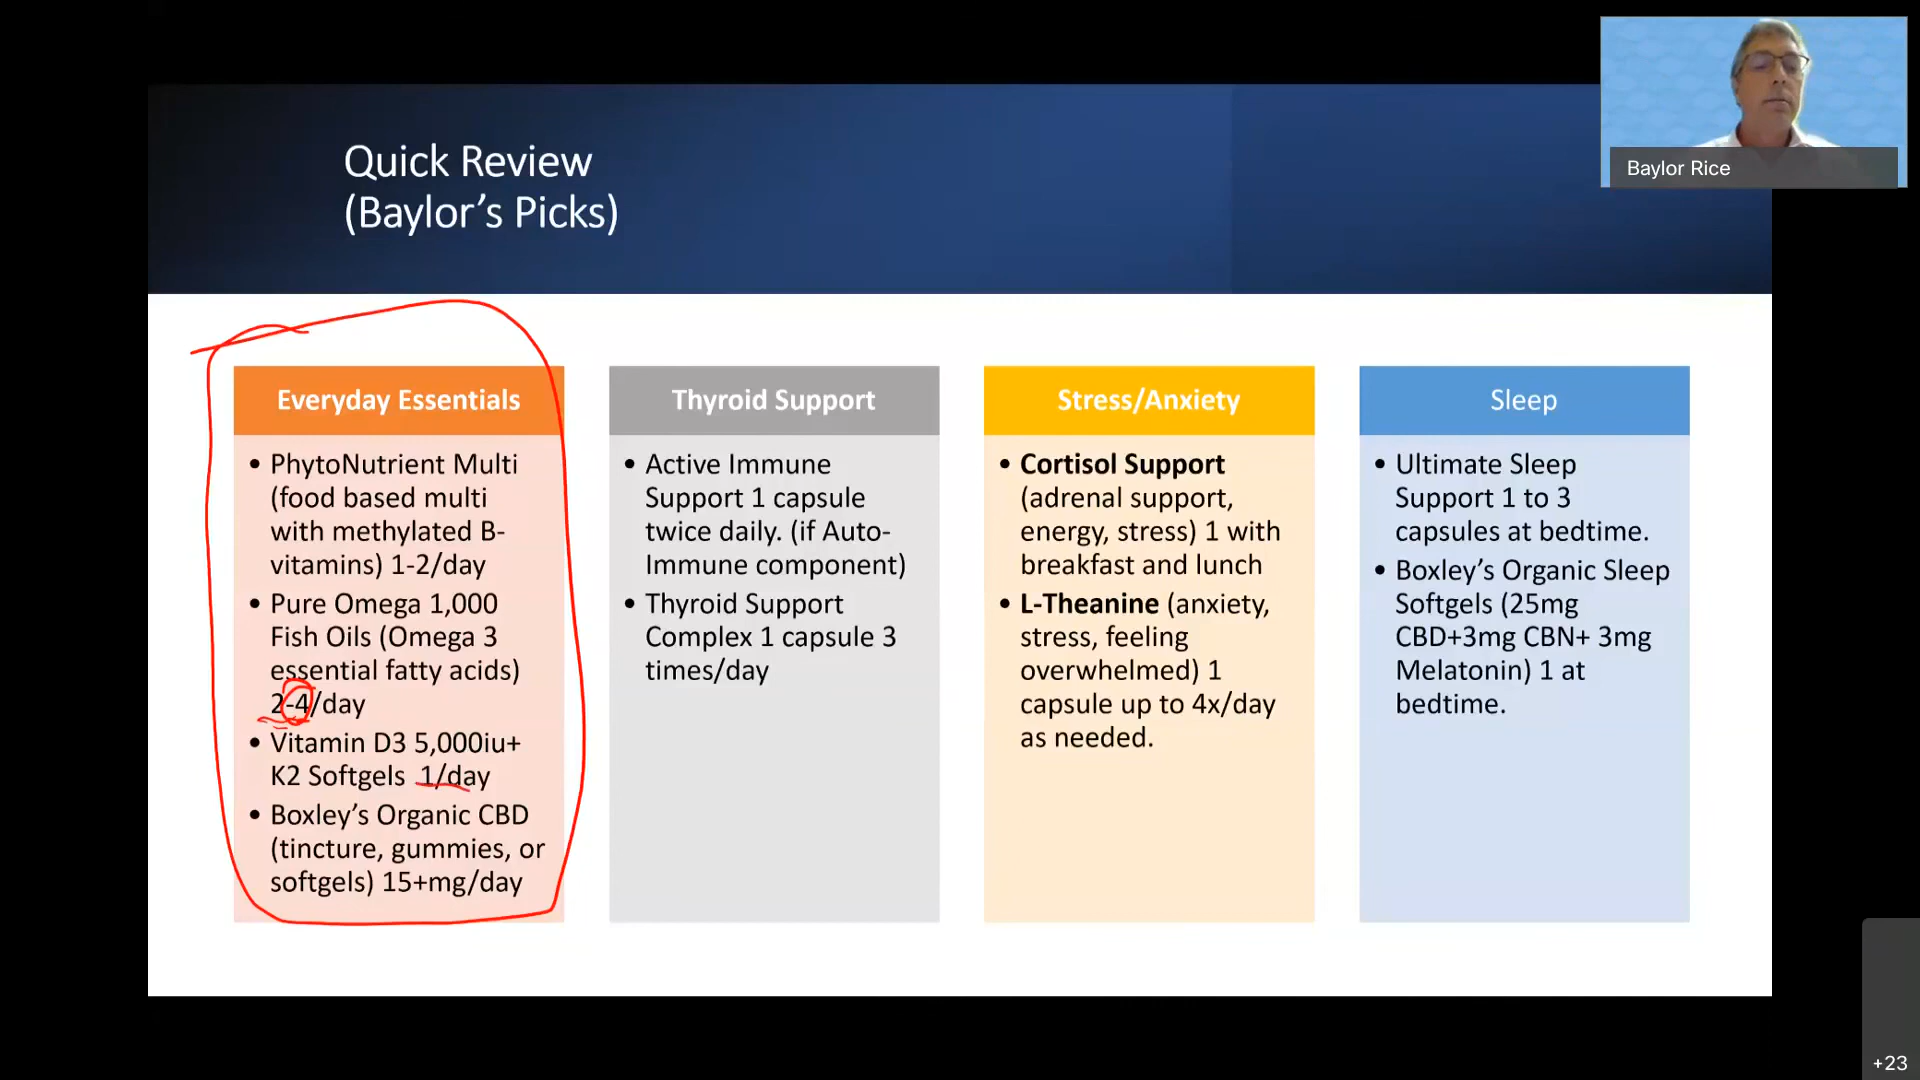 Baylor Rice
Quick Review
(Baylor’s Picks)
Everyday Essentials
• PhytoNutrient Multi
(food based multi
with methylated B-
vitamins) 1-2/day
• Pure Omega 1,000
Fish Oils (Omega 3
essential fatty acids)
2-4/day
• Vitamin D3 5,000iu+
K2 Softgels 1/day
• Boxley’s Organic CBD
(tincture, gummies, or
softgels) 15+mg/day
Thyroid Support
• Active Immune
Support 1 capsule
twice daily. (if Auto-
Immune component)
• Thyroid Support
Complex 1 capsule 3
times/day
Stress/Anxiety
• Cortisol Support
(adrenal support,
energy, stress) 1 with
breakfast and lunch
• L-Theanine (anxiety,
stress, feeling
overwhelmed) 1
capsule up to 4x/day
as needed.
Sleep
• Ultimate Sleep
Support 1 to 3
capsules at bedtime.
• Boxley’s Organic Sleep
Softgels (25mg
CBD+3mg CBN+ 3mg
Melatonin) 1 at
bedtime.
+23